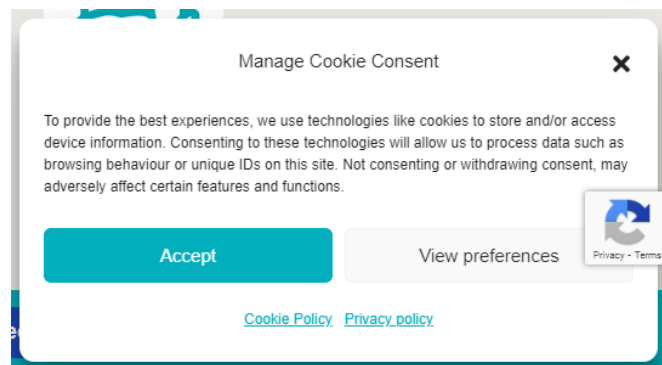 Manage Cookie Consent
To provide the best experiences, we use technologies like cookies to store and/or access
device information. Consenting to these technologies will allow us to process data such as
browsing behaviour or unique IDs on this site. Not consenting or withdrawing consent, may
adversely affect certain features and functions.
Accept
View preferences
Privacy - Terms
Cookie Policy
Privacy policy